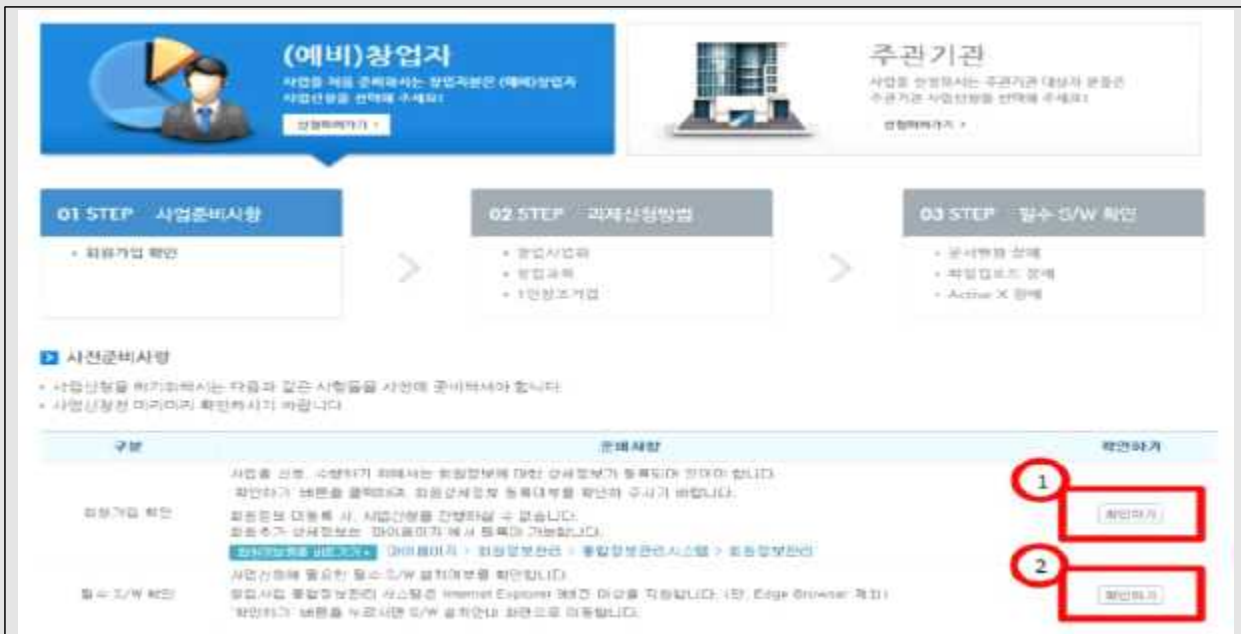 (예비)창업자
사업을 처음 준비하시는 창업자분은 (예비)창업자
사업신청을 선택해 주세요!
신청하러가기
주관기관
사업을 신청하시는 주관기관 대상자 분들은
주관기관 사업신청을 선택해 주세요!
신청하러가기
01 STEP 사업준비사항
02 STEP 과제신청방법
03 STEP 필수 S/W 확인
회원가입 확인
창업사업화
창업교육
1인창조기업
문서뷰어 장애
파일업로드 장애
Active X 장애
사전준비사항
사업신청을 하기위해서는 다음과 같은 사항들을 사전에 준비하셔야 합니다.
사업신청전 미리미리 확인하시기 바랍니다.
구분
준비사항
확인하기
회원가입 확인
사업을 신청, 수행하기 위해서는 회원정보에 대한 상세정보가 등록되어 있어야 합니다.
'확인하기' 버튼을 클릭하여, 회원상세정보 등록여부를 확인해 주시기 바랍니다.
회원정보 미등록 시, 사업신청을 진행하실 수 없습니다.
회원추가 상세정보는 '마이페이지'에서 등록이 가능합니다.
마이페이지 > 회원정보관리 > 통합정보관리시스템 > 회원정보관리
1
확인하기
필수 S/W 확인
사업신청에 필요한 필수 S/W 설치여부를 확인합니다.
창업사업 통합정보관리 시스템은 Internet Explorer 9버전 이상을 지원합니다. (단, Edge Browser 제외)
'확인하기' 버튼을 누르시면 S/W 설치안내 화면으로 이동합니다.
2
확인하기